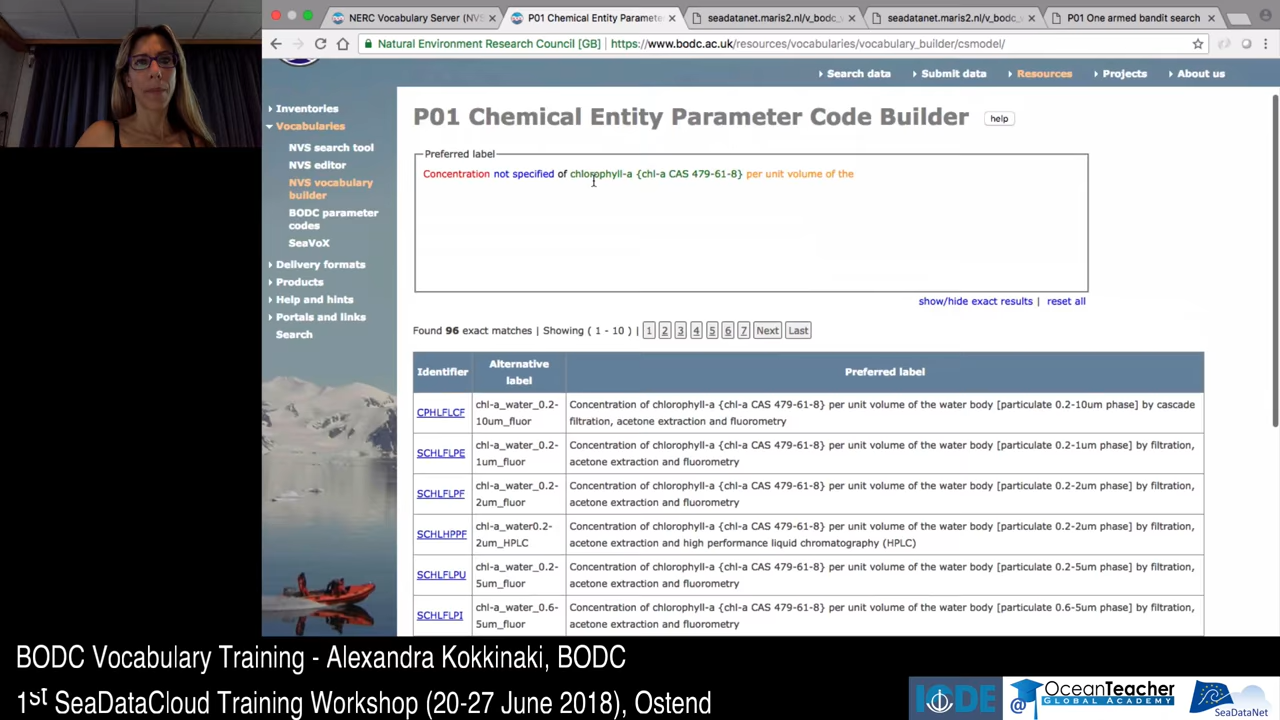 NERC Vocabulary Server (NVS
P01 Chemical Entity Paramete
seadatanet.maris2.nl/v_bodc_v
seadatanet.maris2.nl/v_bodc_v
P01 One armed bandit search
Natural Environment Research Council [GB] https://www.bodc.ac.uk/resources/vocabularies/vocabulary_builder/csmodel/
Search data Submit data Resources Projects About us
Inventories
Vocabularies
NVS search tool
NVS editor
NVS vocabulary
builder
BODC parameter
codes
SeaVoX
Delivery formats
Products
Help and hints
Portals and links
Search
P01 Chemical Entity Parameter Code Builder help
Preferred label
Concentration not specified of chlorophyll-a {chl-a CAS 479-61-8} per unit volume of the
show/hide exact results | reset all
Found 96 exact matches | Showing ( 1 - 10 ) | 1 2 3 4 5 6 7 Next Last
Identifier Alternative label Preferred label
CPHLFLCF chl-a_water_0.2-10um_fluor Concentration of chlorophyll-a {chl-a CAS 479-61-8} per unit volume of the water body [particulate 0.2-10um phase] by cascade
filtration, acetone extraction and fluorometry
SCHLFLPE chl-a_water_0.2-1um_fluor Concentration of chlorophyll-a {chl-a CAS 479-61-8} per unit volume of the water body [particulate 0.2-1um phase] by filtration,
acetone extraction and fluorometry
SCHLFLPF chl-a_water_0.2-2um_fluor Concentration of chlorophyll-a {chl-a CAS 479-61-8} per unit volume of the water body [particulate 0.2-2um phase] by filtration,
acetone extraction and fluorometry
SCHLHPPF chl-a_water0.2-2um_HPLC Concentration of chlorophyll-a {chl-a CAS 479-61-8} per unit volume of the water body [particulate 0.2-2um phase] by filtration,
acetone extraction and high performance liquid chromatography (HPLC)
SCHLFLPU chl-a_water_0.2-5um_fluor Concentration of chlorophyll-a {chl-a CAS 479-61-8} per unit volume of the water body [particulate 0.2-5um phase] by filtration,
acetone extraction and fluorometry
SCHLFLPI chl-a_water_0.6-5um_fluor Concentration of chlorophyll-a {chl-a CAS 479-61-8} per unit volume of the water body [particulate 0.6-5um phase] by filtration,
acetone extraction and fluorometry
BODC Vocabulary Training - Alexandra Kokkinaki, BODC
1st SeaDataCloud Training Workshop (20-27 June 2018), Ostend
IODE
@ OceanTeacher
GLOBAL ACADEMY
SeaDataNet